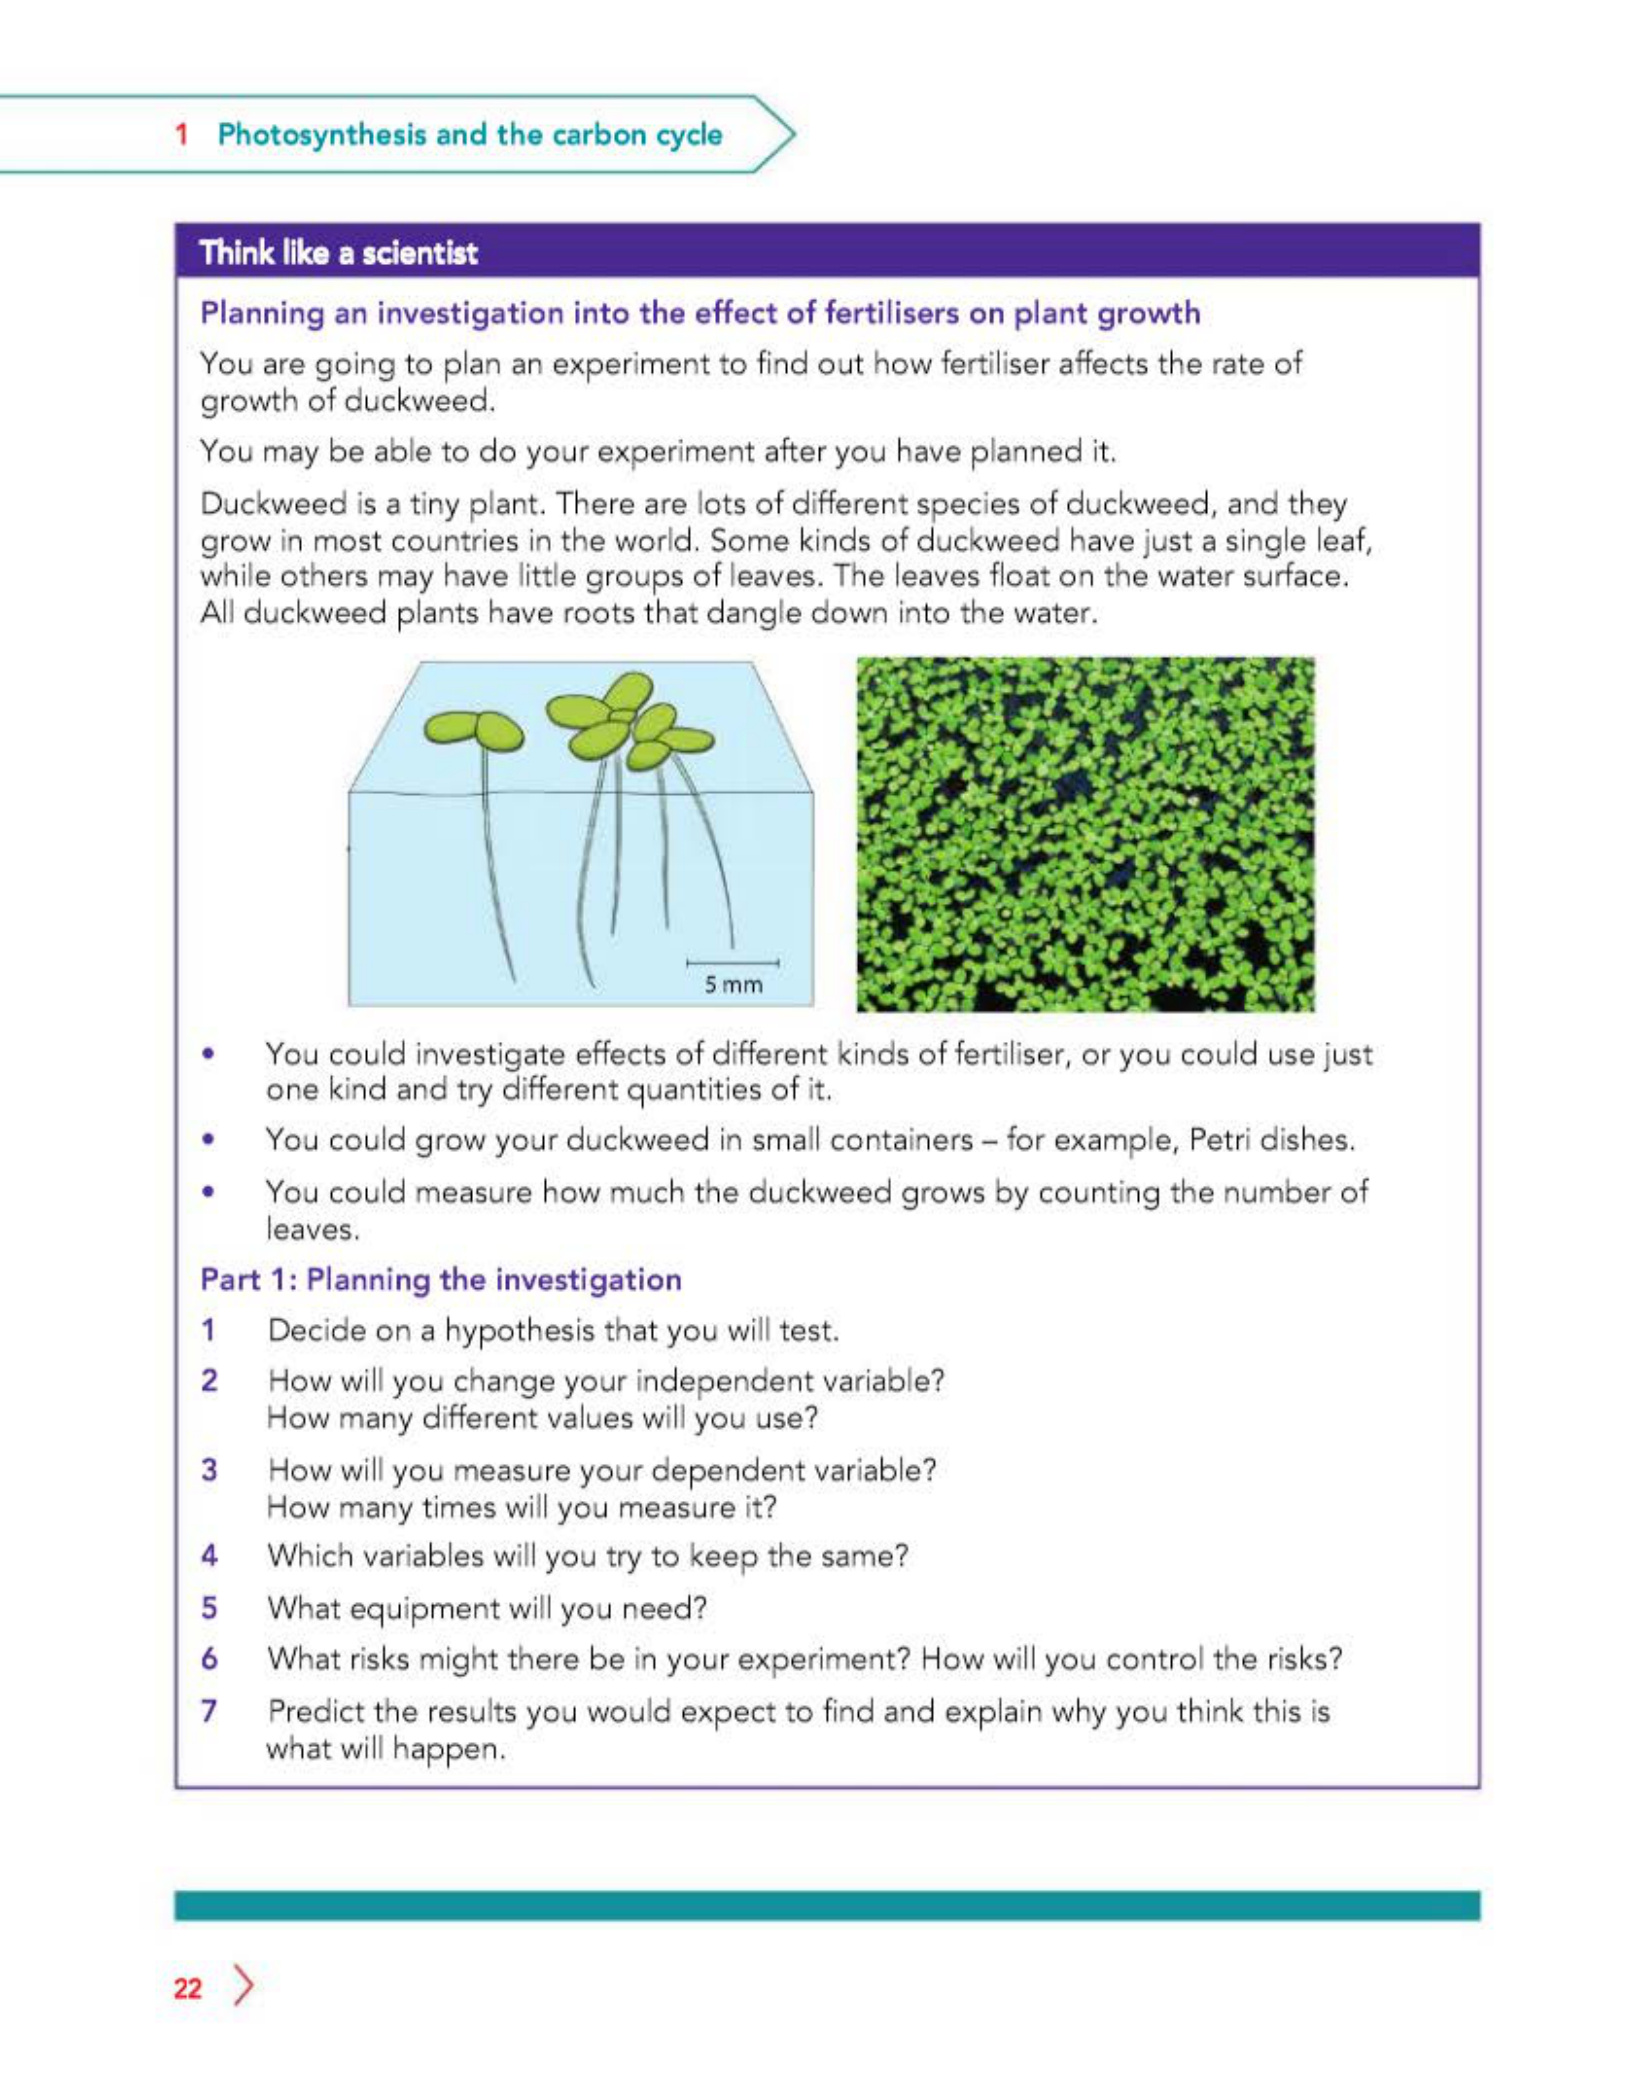 1 Photosynthesis and the carbon cycle
Think like a scientist
Planning an investigation into the effect of fertilisers on plant growth
You are going to plan an experiment to find out how fertiliser affects the rate of
growth of duckweed.
You may be able to do your experiment after you have planned it.
Duckweed is a tiny plant. There are lots of different species of duckweed, and they
grow in most countries in the world. Some kinds of duckweed have just a single leaf,
while others may have little groups of leaves. The leaves float on the water surface.
All duckweed plants have roots that dangle down into the water.
5 mm
• You could investigate effects of different kinds of fertiliser, or you could use just
one kind and try different quantities of it.
• You could grow your duckweed in small containers – for example, Petri dishes.
• You could measure how much the duckweed grows by counting the number of
leaves.
Part 1: Planning the investigation
1 Decide on a hypothesis that you will test.
2 How will you change your independent variable?
How many different values will you use?
3 How will you measure your dependent variable?
How many times will you measure it?
4 Which variables will you try to keep the same?
5 What equipment will you need?
6 What risks might there be in your experiment? How will you control the risks?
7 Predict the results you would expect to find and explain why you think this is
what will happen.
22